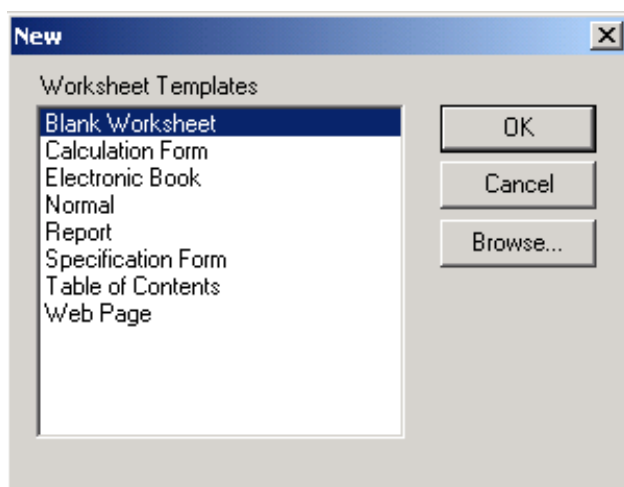 New
Worksheet Templates
Blank Worksheet
Calculation Form
Electronic Book
Normal
Report
Specification Form
Table of Contents
Web Page
OK
Cancel
Browse...